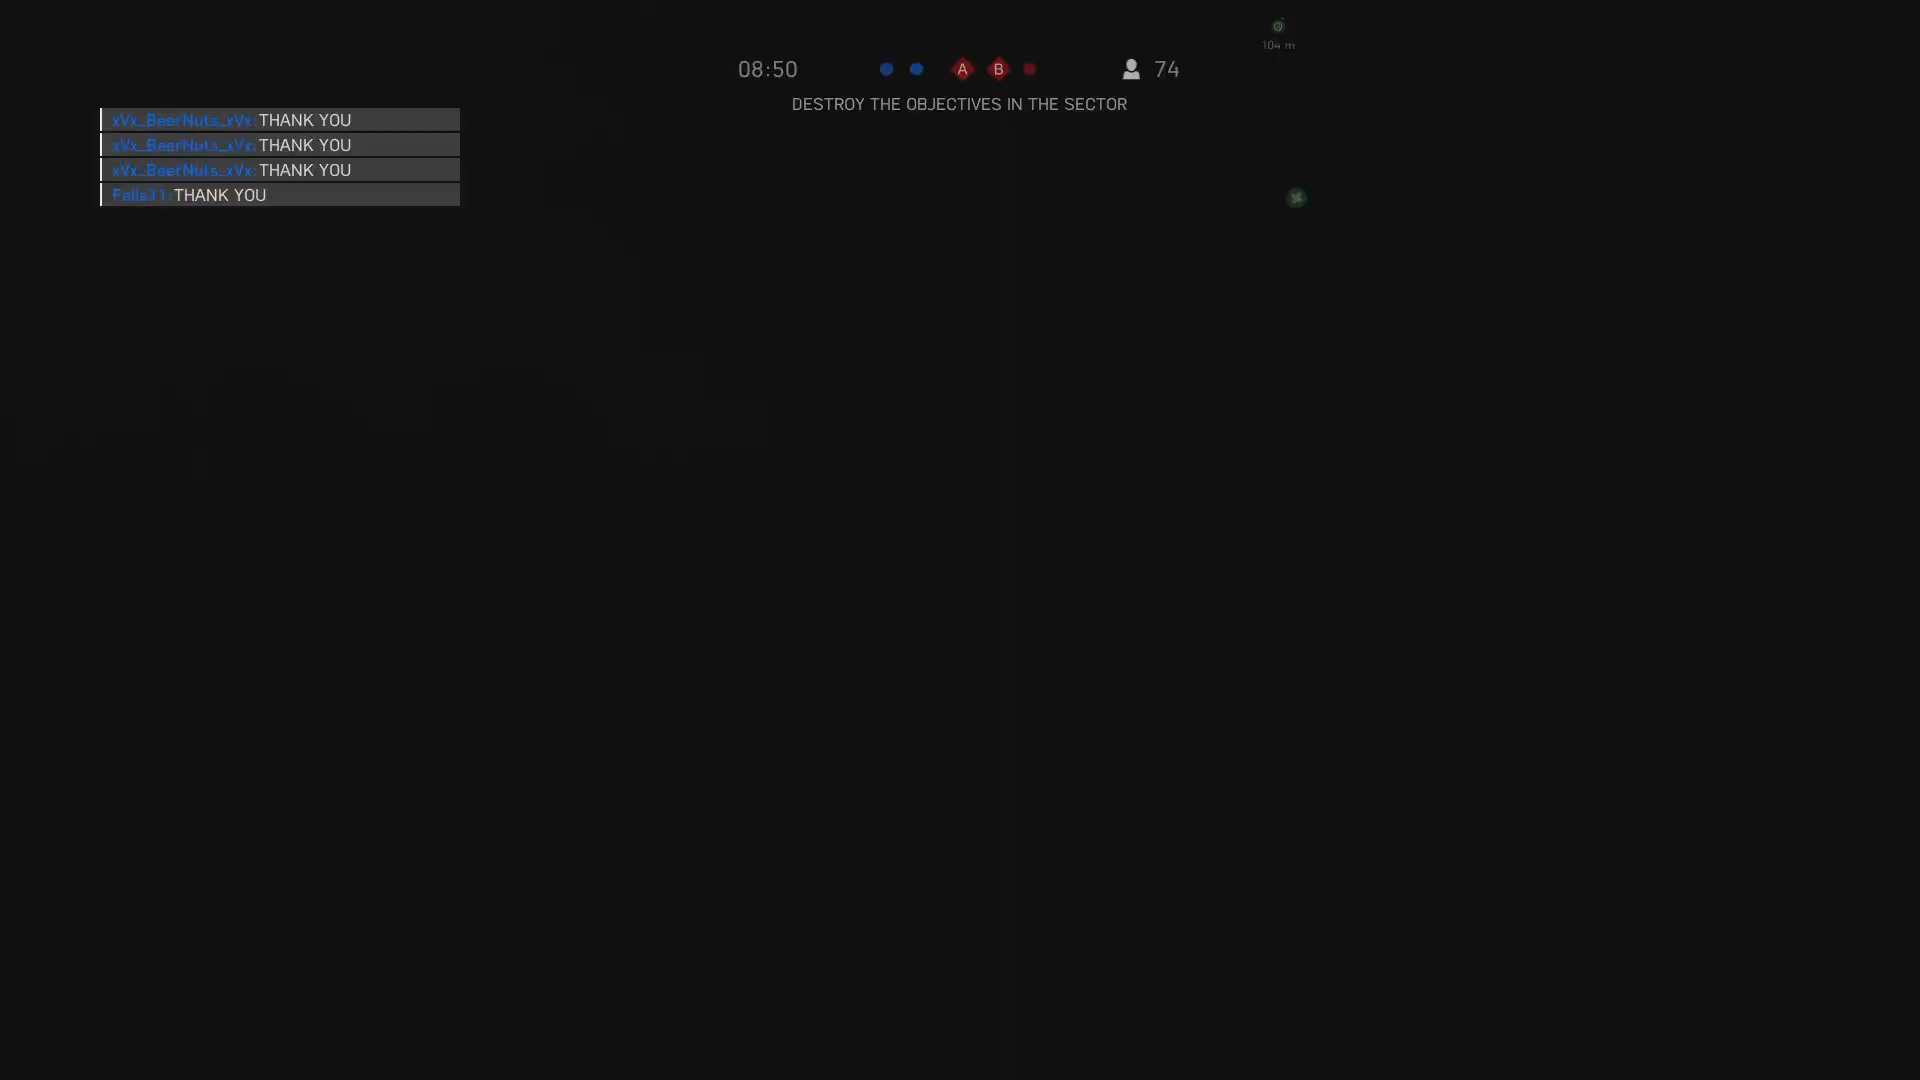 104 m
08:50 A B 74
DESTROY THE OBJECTIVES IN THE SECTOR
xVx_BeerNuts_xVx:THANK YOU
xVx_BeerNuts_xVx:THANK YOU
xVx_BeerNuts_xVx:THANK YOU
THANK YOU